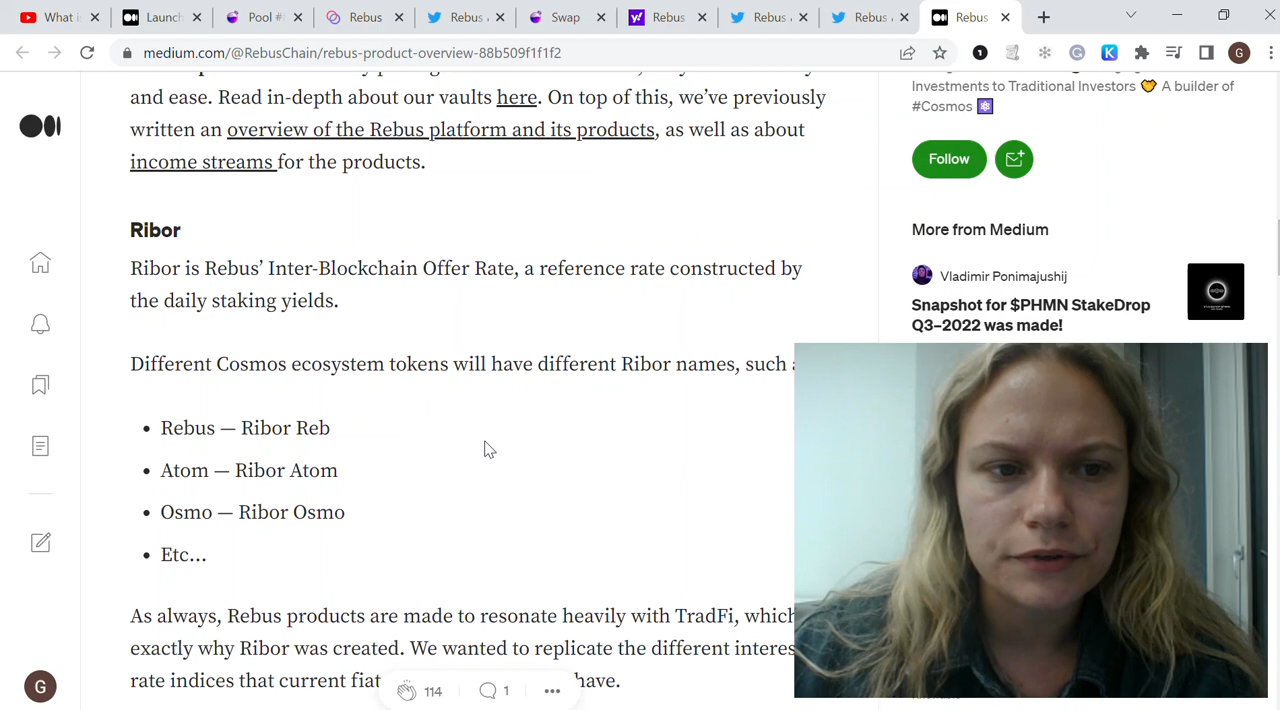 What i
Launch
Pool #
Rebus
Rebus &
Swap
Rebus
Rebus &
Rebus &
Rebus
medium.com/@RebusChain/rebus-product-overview-88b509f1f1f2
G
and ease. Read in-depth about our vaults here. On top of this, we’ve previously
written an overview of the Rebus platform and its products, as well as about
income streams for the products.
Ribor
Ribor is Rebus’ Inter-Blockchain Offer Rate, a reference rate constructed by
the daily staking yields.
Different Cosmos ecosystem tokens will have different Ribor names, such
• Rebus — Ribor Reb
• Atom — Ribor Atom
• Osmo — Ribor Osmo
• Etc…
As always, Rebus products are made to resonate heavily with TradFi, which
exactly why Ribor was created. We wanted to replicate the different interes
rate indices that current fiat
have.
114
1
G
Investments to Traditional Investors 🤝 A builder of
#Cosmos ⚛
Follow
More from Medium
Vladimir Ponimajushij
Snapshot for $PHMN StakeDrop
Q3–2022 was made!